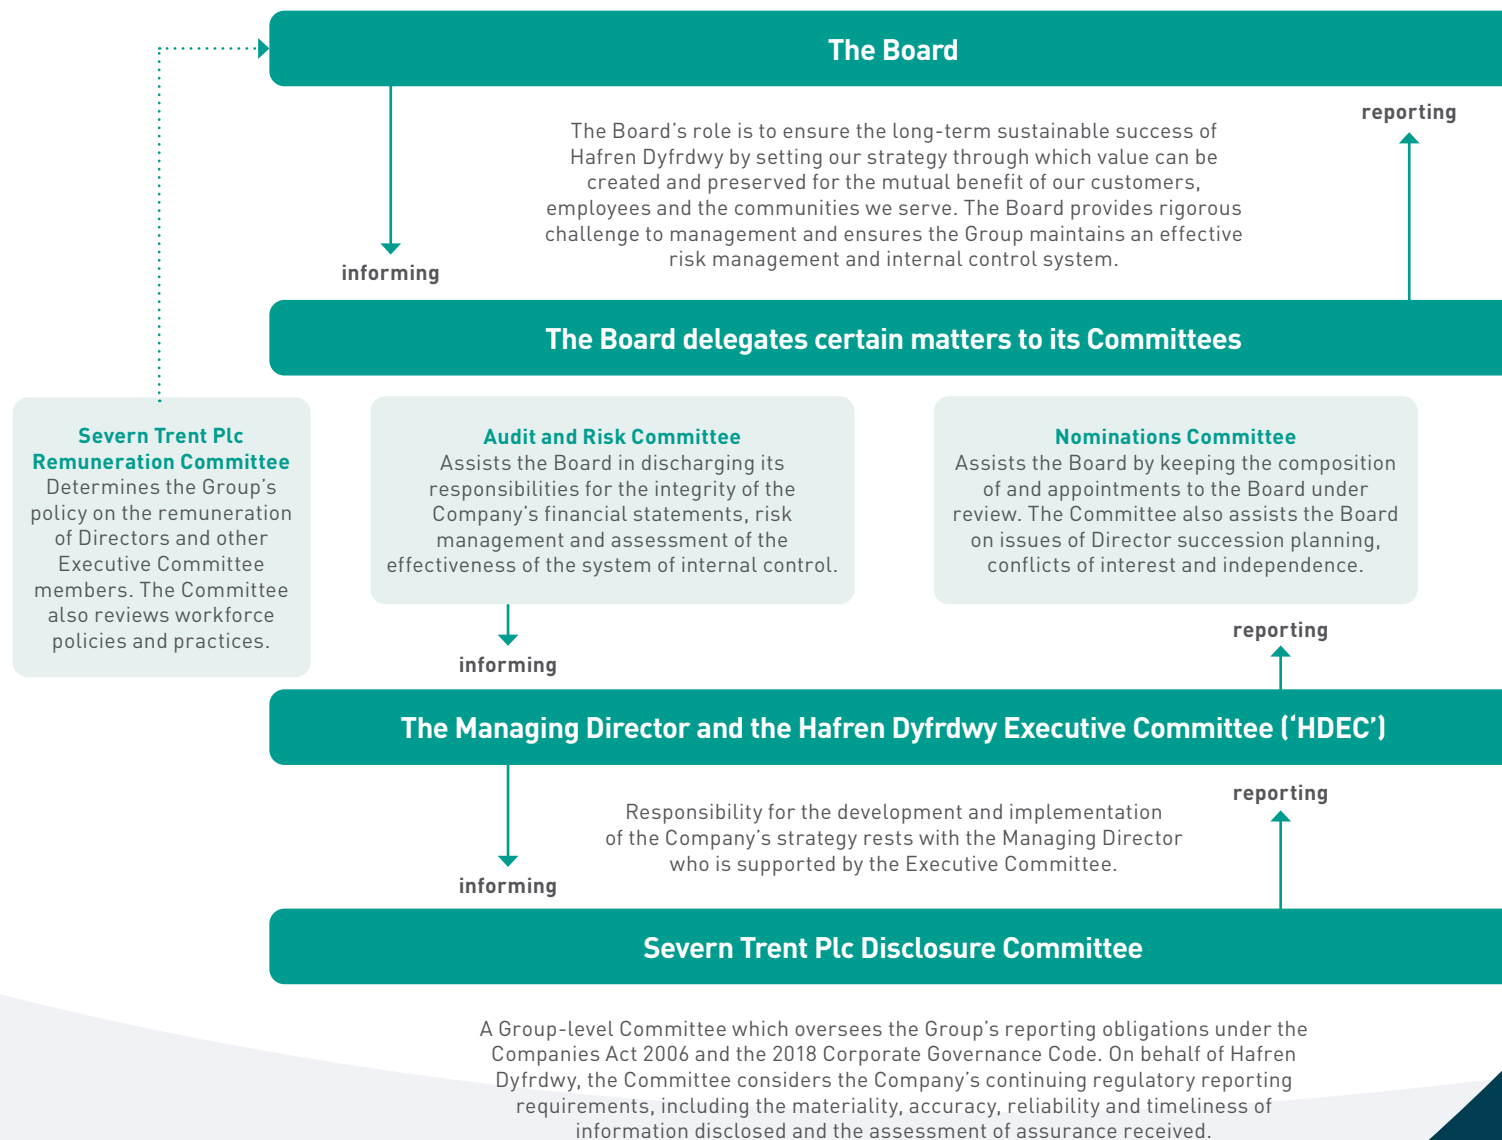 The Board
reporting
The Board's role is to ensure the long-term sustainable success of
Hafren Dyfrdwy by setting our strategy through which value can be
created and preserved for the mutual benefit of our customers,
employees and the communities we serve. The Board provides rigorous
challenge to management and ensures the Group maintains an effective
risk management and internal control system.
informing
The Board delegates certain matters to its Committees
Severn Trent Plc
Remuneration Committee
Determines the Group's
policy on the remuneration
of Directors and other
Executive Committee
members. The Committee
also reviews workforce
policies and practices.
Audit and Risk Committee
Assists the Board in discharging its
responsibilities for the integrity of the
Company's financial statements, risk
management and assessment of the
effectiveness of the system of internal control.
Nominations Committee
Assists the Board by keeping the composition
of and appointments to the Board under
review. The Committee also assists the Board
on issues of Director succession planning,
conflicts of interest and independence.
informing
reporting
The Managing Director and the Hafren Dyfrdwy Executive Committee ('HDEC')
reporting
Responsibility for the development and implementation
of the Company's strategy rests with the Managing Director
who is supported by the Executive Committee.
informing
Severn Trent Plc Disclosure Committee
A Group-level Committee which oversees the Group's reporting obligations under the
Companies Act 2006 and the 2018 Corporate Governance Code. On behalf of Hafren
Dyfrdwy, the Committee considers the Company's continuing regulatory reporting
requirements, including the materiality, accuracy, reliability and timeliness of
information disclosed and the assessment of assurance received.